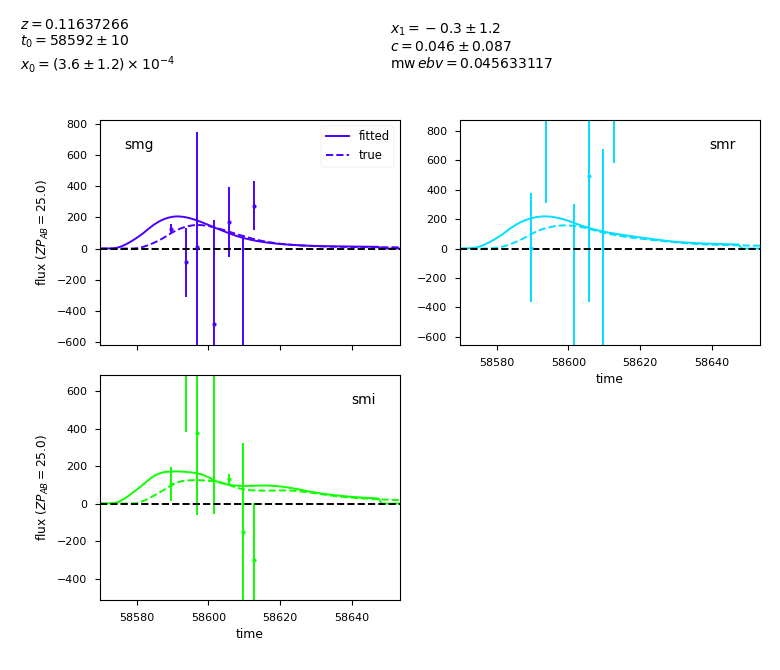 z = 0.11637266
t₀ = 58592 ± 10
x₀ = (3.6 ± 1.2) × 10⁻⁴
x₁ = −0.3 ± 1.2
c = 0.046 ± 0.087
mw ebv = 0.045633117
800
600
400
200
0
−200
−400
−600
flux (ZP_AB = 25.0)
smg
fitted
true
800
600
400
200
0
−200
−400
−600
smr
58580
58600
58620
58640
time
600
400
200
0
−200
−400
flux (ZP_AB = 25.0)
smi
58580
58600
58620
58640
time